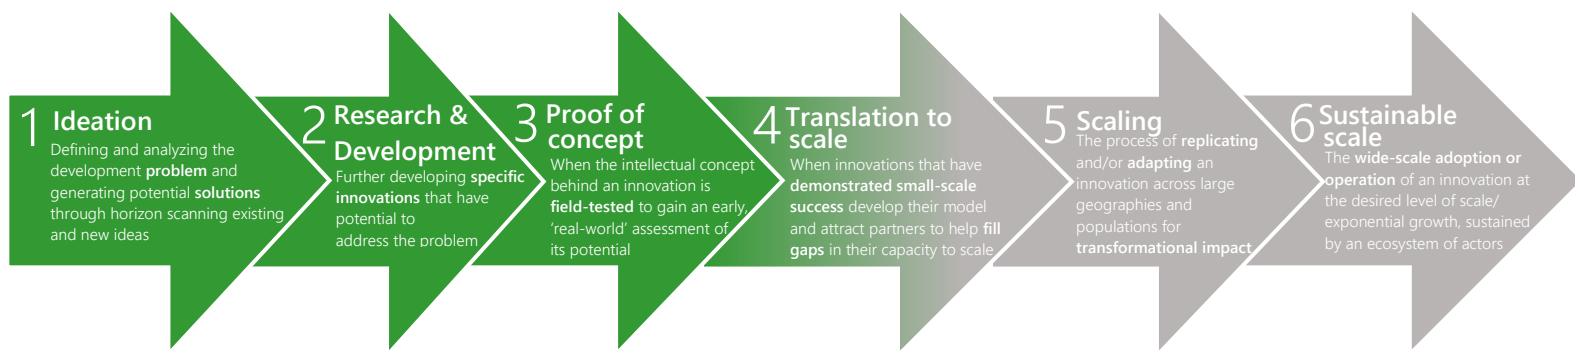 1 Ideation
Defining and analyzing the
development problem and
generating potential solutions
through horizon scanning existing
and new ideas
2 Research &
Development
Further developing specific
innovations that have
potential to
address the problem
3 Proof of
concept
When the intellectual concept
behind an innovation is
field-tested to gain an early,
'real-world' assessment of
its potential
4 Translation to
scale
When innovations that have
demonstrated small-scale
success develop their model
and attract partners to help fill
gaps in their capacity to scale
5 Scaling
The process of replicating
and/or adapting an
innovation across large
geographies and
populations for
transformational impact
6 Sustainable
scale
The wide-scale adoption or
operation of an innovation at
the desired level of scale/
exponential growth, sustained
by an ecosystem of actors